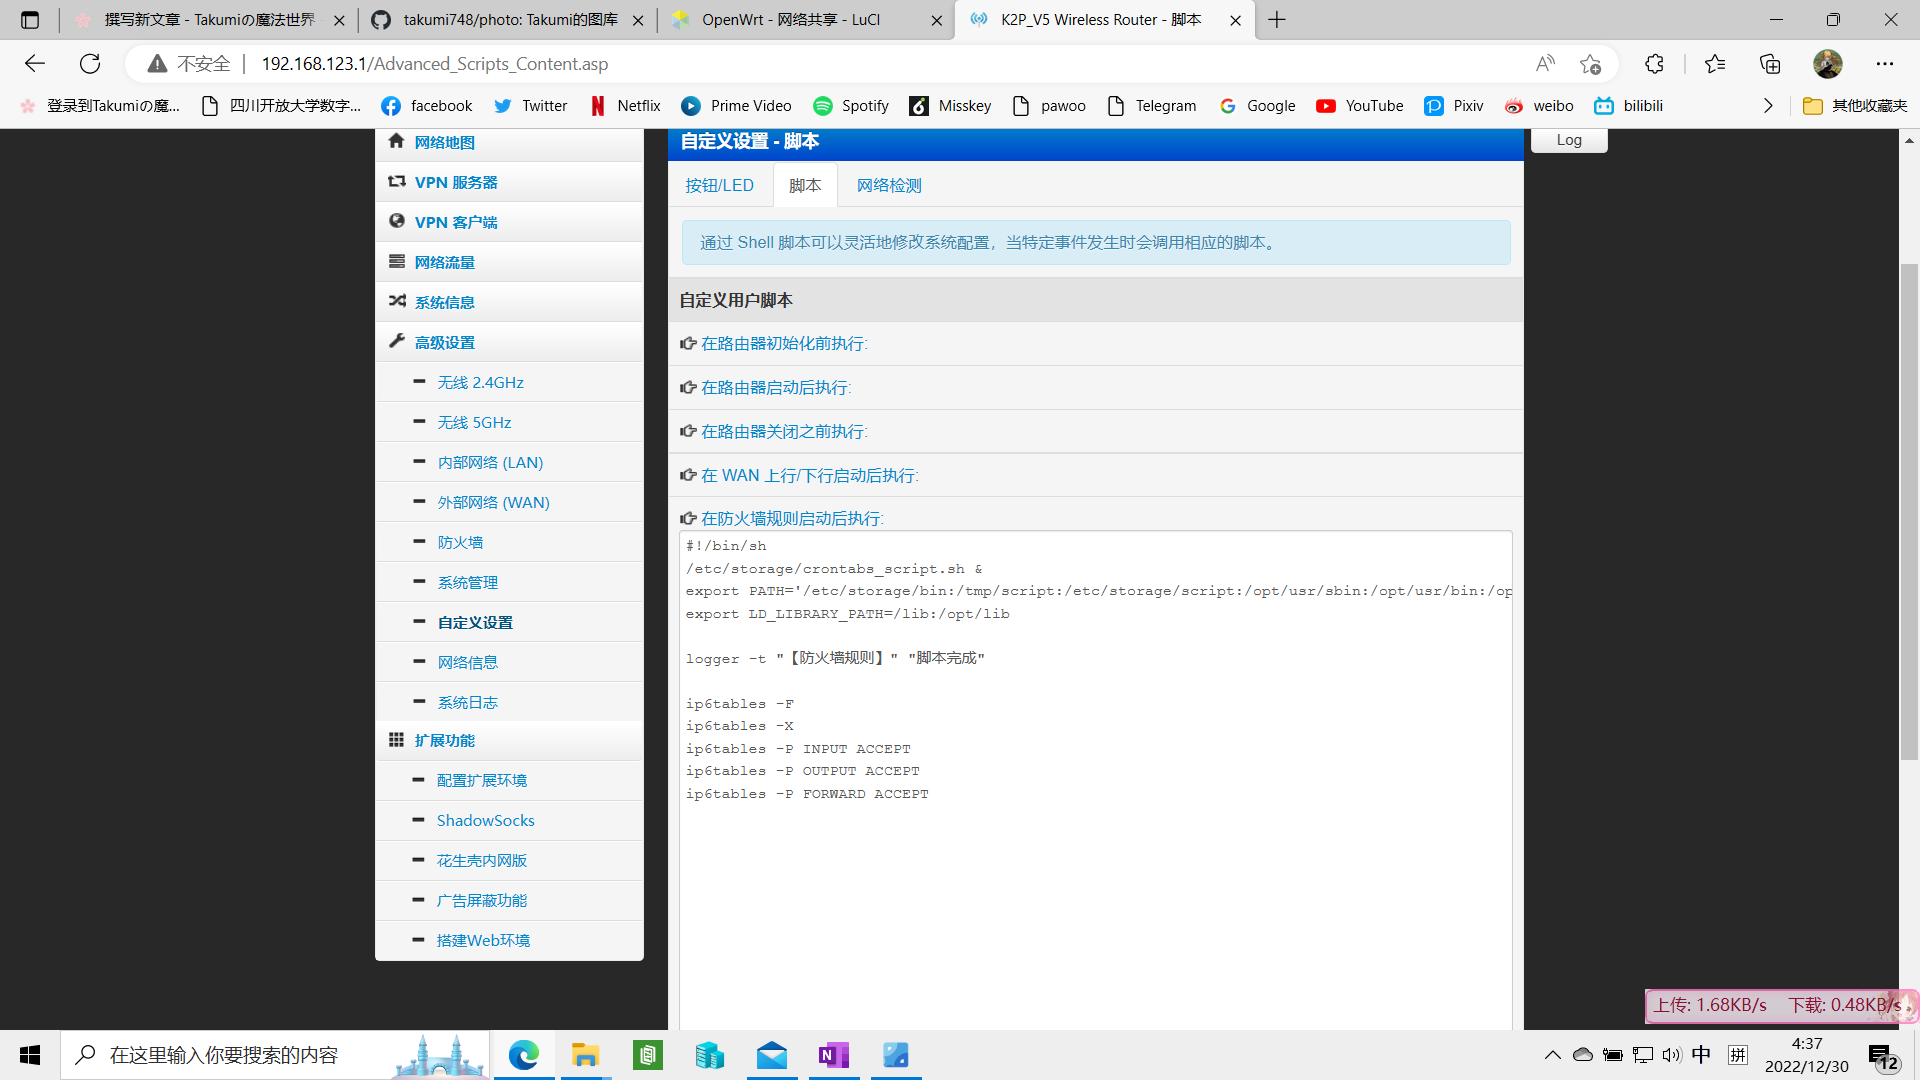 撰写新文章 - Takumiの魔法世界
takumi748/photo: Takumi的图库
OpenWrt - 网络共享 - LuCI
K2P_V5 Wireless Router - 脚本
不安全
192.168.123.1/Advanced_Scripts_Content.asp
登录到Takumiの魔...
四川开放大学数字...
facebook
Twitter
Netflix
Prime Video
Spotify
Misskey
pawoo
Telegram
Google
YouTube
Pixiv
weibo
bilibili
其他收藏夹
网络地图
VPN 服务器
VPN 客户端
网络流量
系统信息
高级设置
无线 2.4GHz
无线 5GHz
内部网络 (LAN)
外部网络 (WAN)
防火墙
系统管理
自定义设置
网络信息
系统日志
扩展功能
配置扩展环境
ShadowSocks
花生壳内网版
广告屏蔽功能
搭建Web环境
自定义设置 - 脚本
Log
按钮/LED
脚本
网络检测
通过 Shell 脚本可以灵活地修改系统配置，当特定事件发生时会调用相应的脚本。
自定义用户脚本
在路由器初始化前执行:
在路由器启动后执行:
在路由器关闭之前执行:
在 WAN 上行/下行启动后执行:
在防火墙规则启动后执行:
#!/bin/sh
/etc/storage/crontabs_script.sh &
export PATH='/etc/storage/bin:/tmp/script:/etc/storage/script:/opt/usr/sbin:/opt/usr/bin:/op
export LD_LIBRARY_PATH=/lib:/opt/lib
logger -t "【防火墙规则】" "脚本完成"
ip6tables -F
ip6tables -X
ip6tables -P INPUT ACCEPT
ip6tables -P OUTPUT ACCEPT
ip6tables -P FORWARD ACCEPT
上传: 1.68KB/s 下载: 0.48KB/s
在这里输入你要搜索的内容
中
拼
4:37
2022/12/30
12